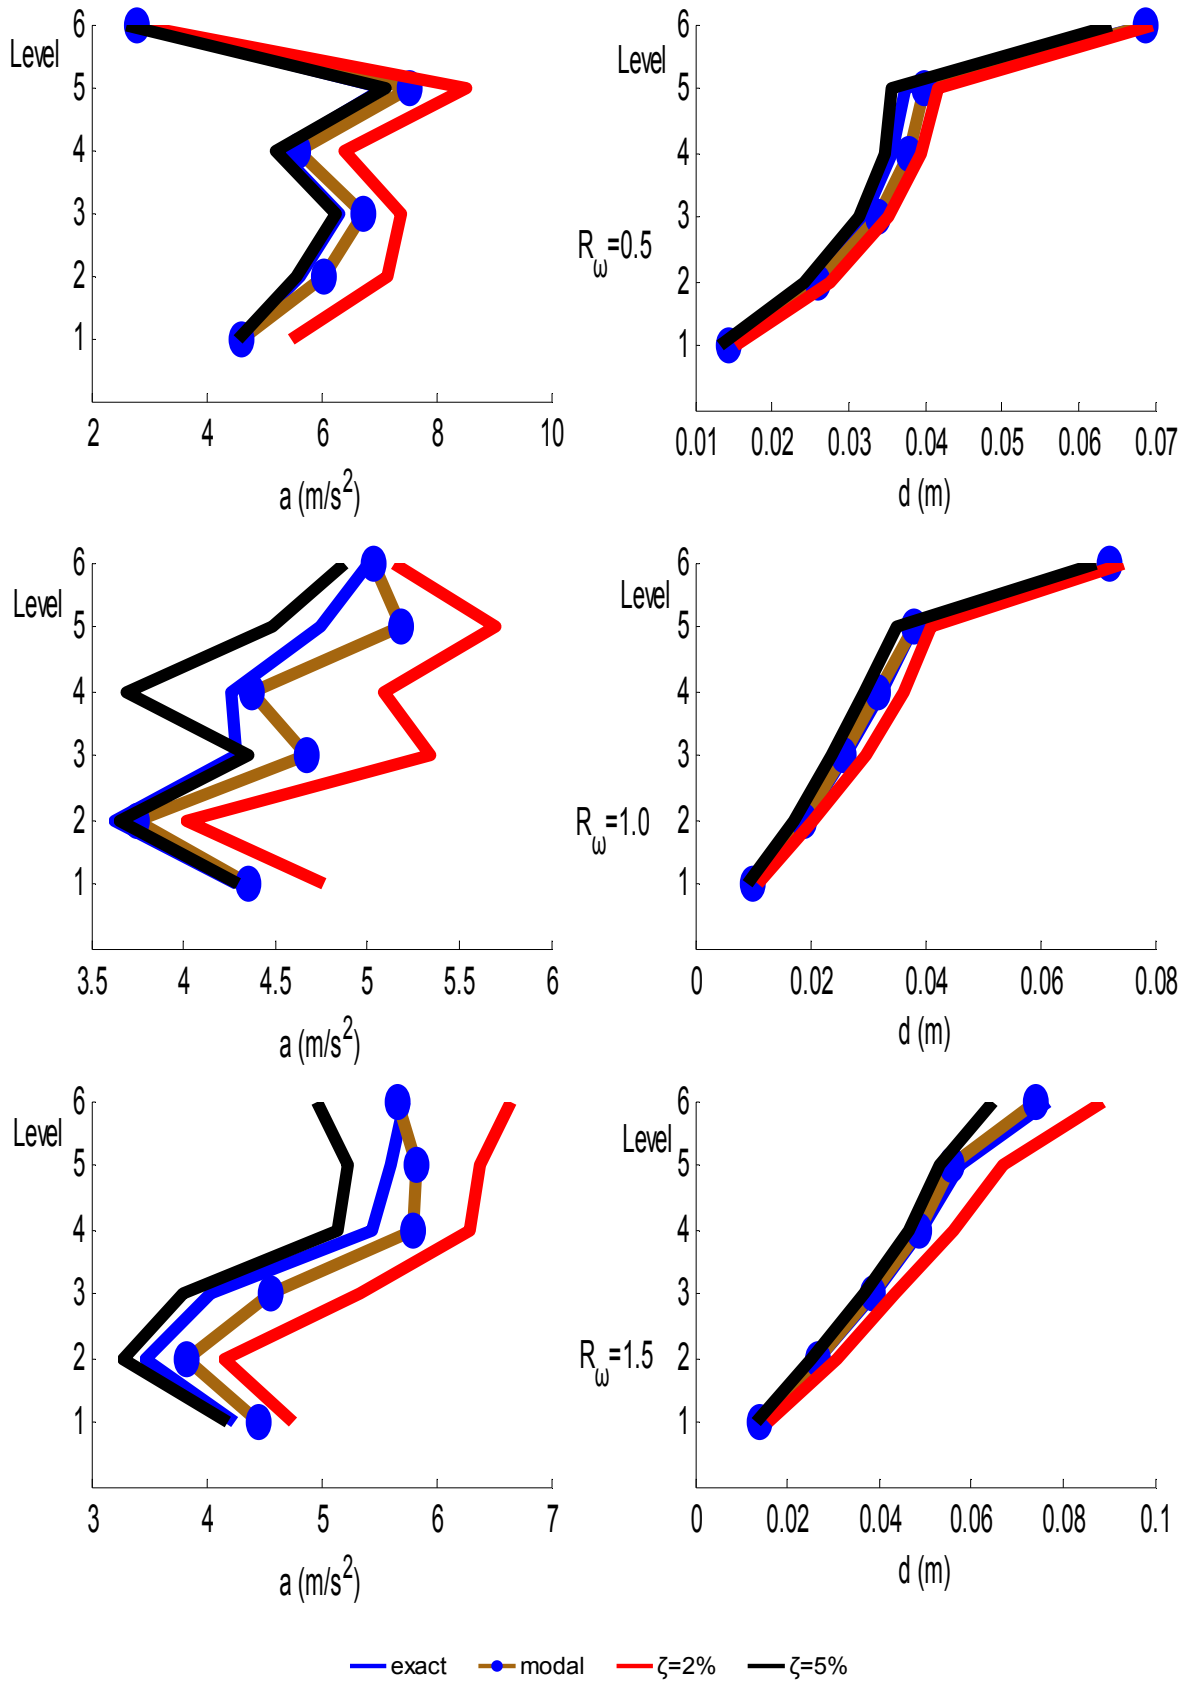 6
Level
5
4
3
2
1
2 4 6 8 10
a (m/s²)
6
Level
5
4
3
2
1
0.01 0.02 0.03 0.04 0.05 0.06 0.07
d (m)
R_ω=0.5
6
Level
5
4
3
2
1
3.5 4 4.5 5 5.5 6
a (m/s²)
6
Level
5
4
3
2
1
0 0.02 0.04 0.06 0.08
d (m)
R_ω=1.0
6
Level
5
4
3
2
1
3 4 5 6 7
a (m/s²)
6
Level
5
4
3
2
1
0 0.02 0.04 0.06 0.08 0.1
d (m)
R_ω=1.5
exact modal ζ=2% ζ=5%